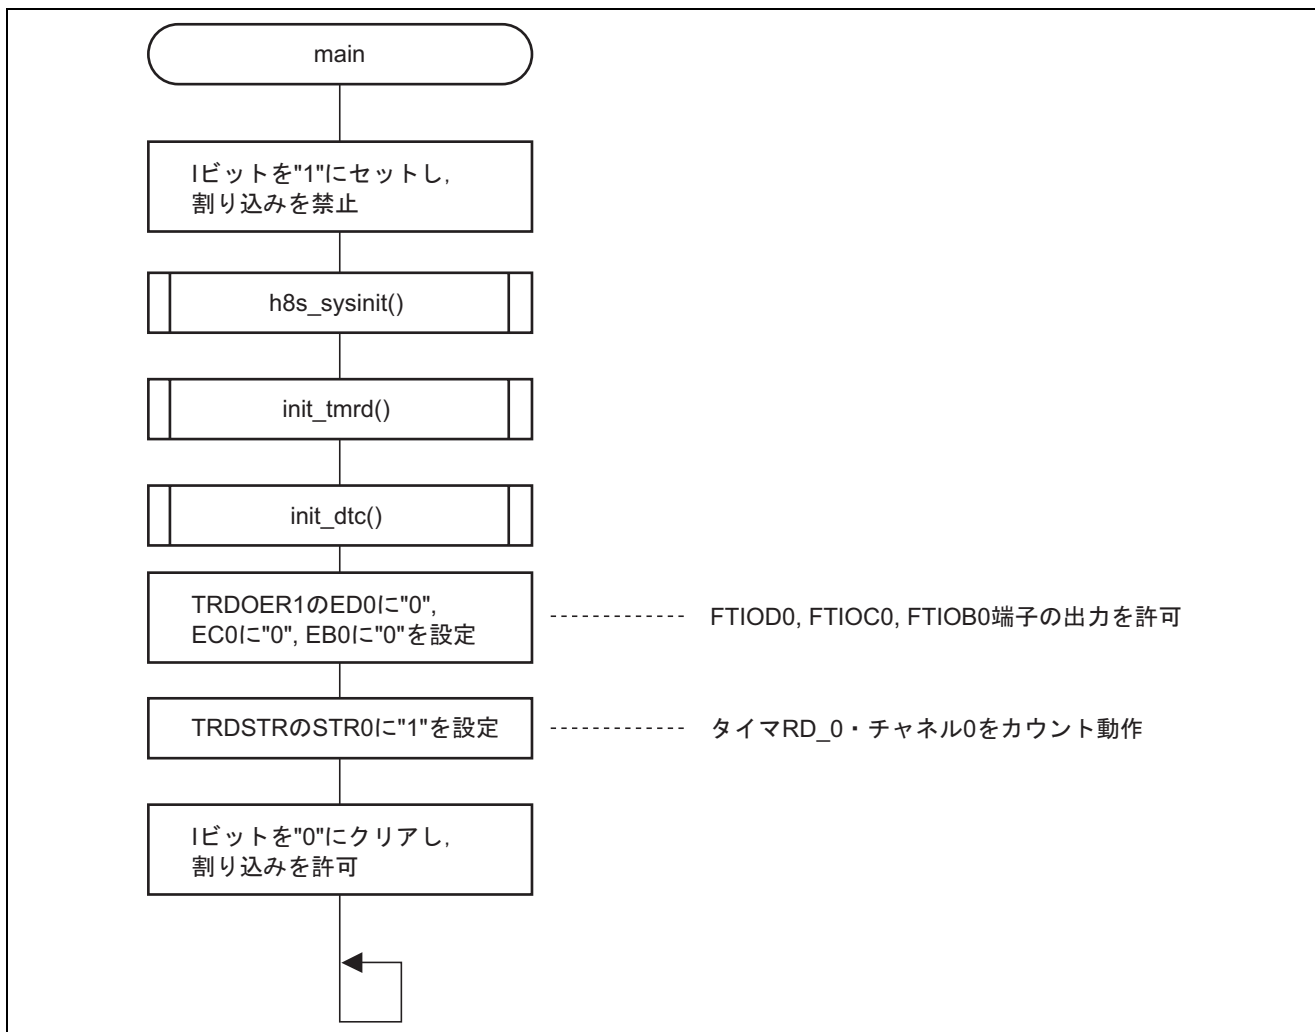 main
Iビットを"1"にセットし,
割り込みを禁止
h8s_sysinit()
init_tmrd()
init_dtc()
TRDOER1のED0に"0",
EC0に"0", EB0に"0"を設定
FTIOD0, FTIOC0, FTIOB0端子の出力を許可
TRDSTRのSTR0に"1"を設定
タイマRD_0・チャネル0をカウント動作
Iビットを"0"にクリアし,
割り込みを許可